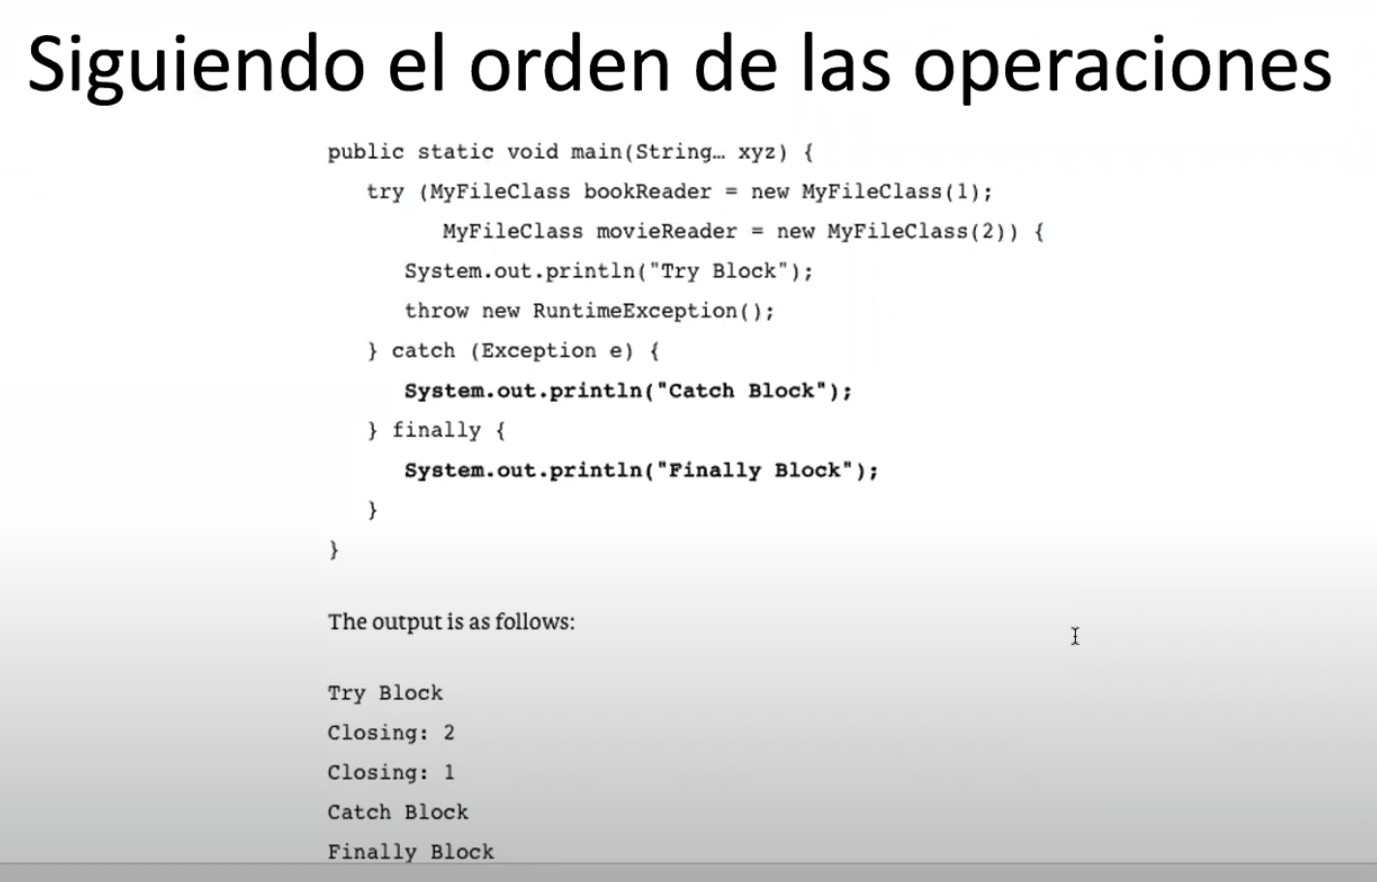 Siguiendo el orden de las operaciones
public static void main(String… xyz) {
try (MyFileClass bookReader = new MyFileClass(1);
MyFileClass movieReader = new MyFileClass(2)) {
System.out.println("Try Block");
throw new RuntimeException();
} catch (Exception e) {
System.out.println("Catch Block");
} finally {
System.out.println("Finally Block");
}
}
The output is as follows:
Try Block
Closing: 2
Closing: 1
Catch Block
Finally Block